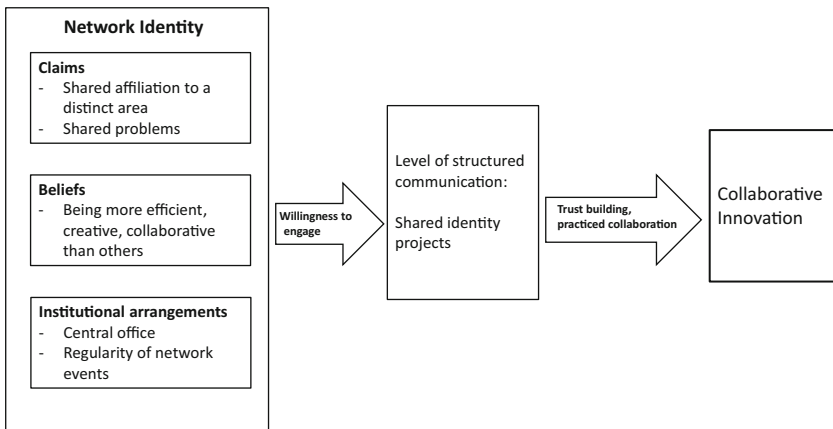 Network Identity
Claims
- Shared affiliation to a
distinct area
- Shared problems
Beliefs
- Being more efficient,
creative, collaborative
than others
Institutional arrangements
- Central office
- Regularity of network
events
Willingness to
engage
Level of structured
communication:
Shared identity
projects
Trust building,
practiced collaboration
Collaborative
Innovation